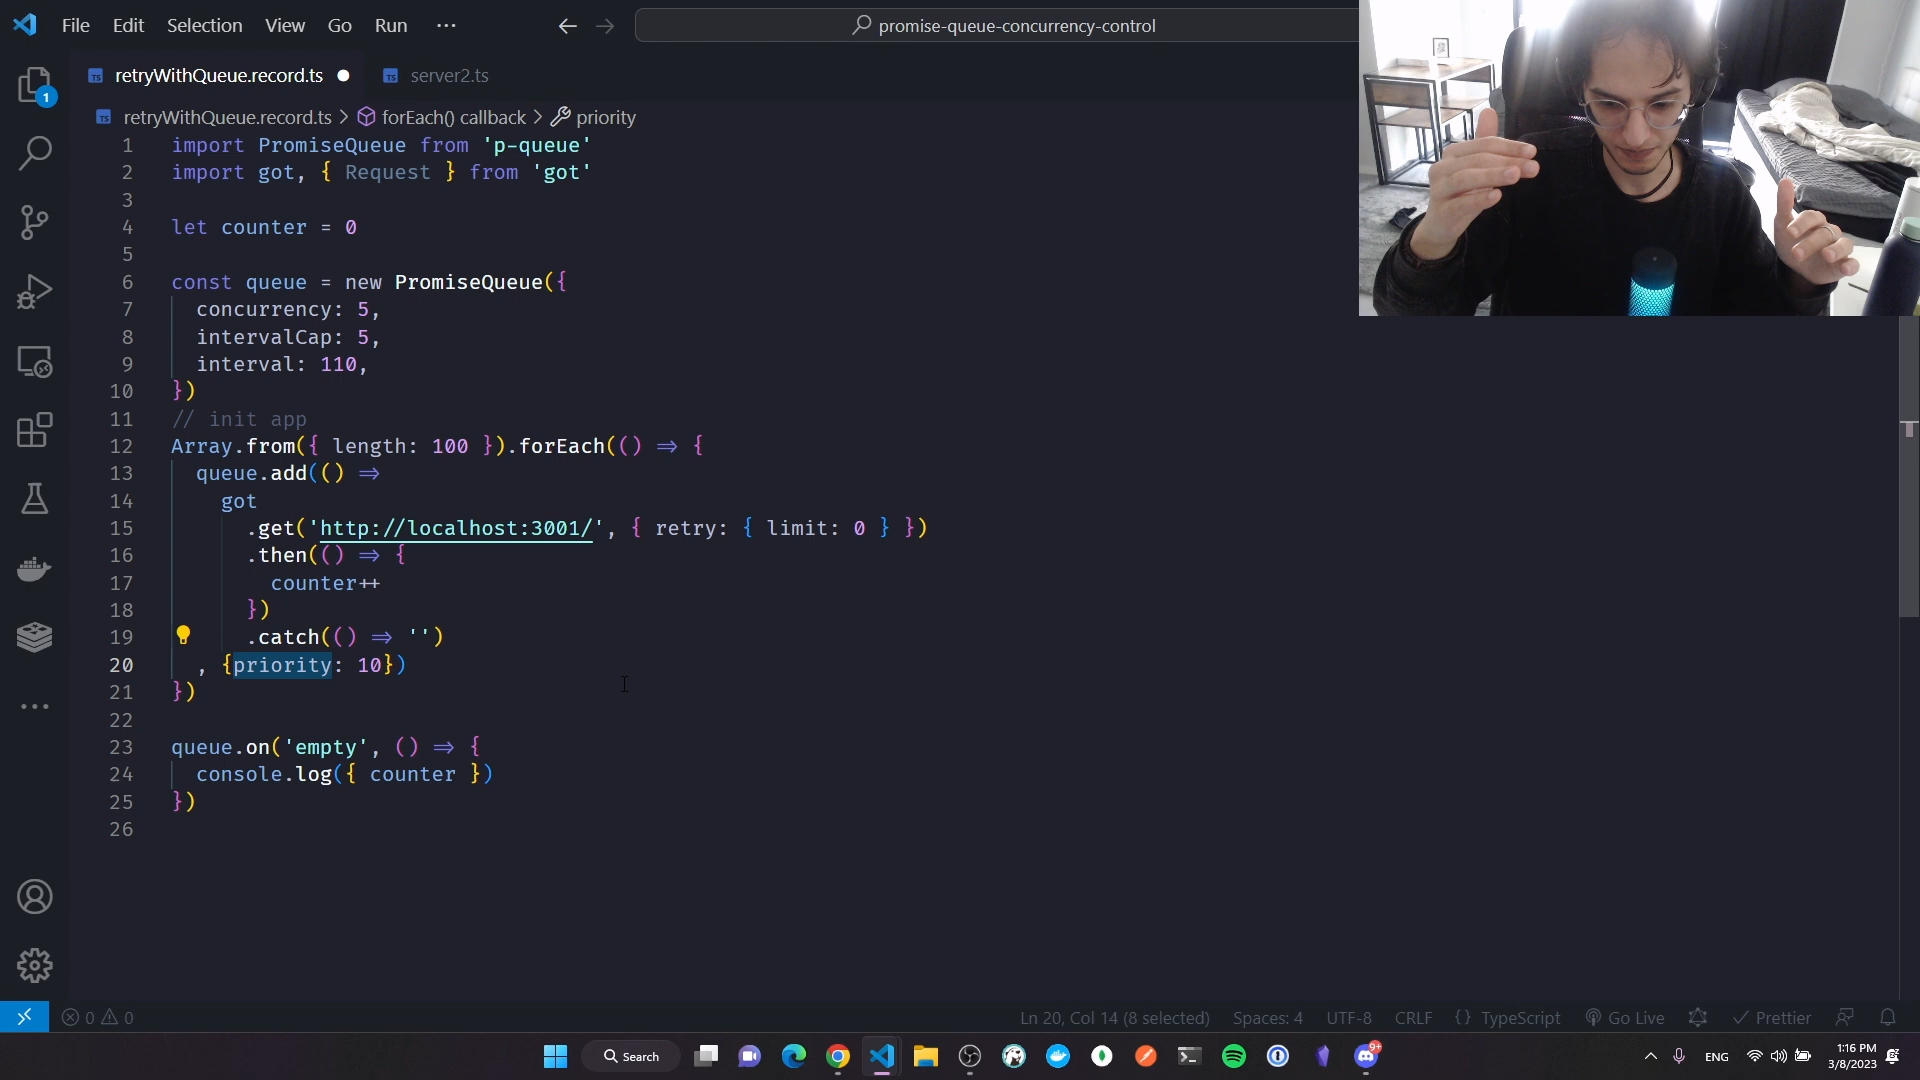 File Edit Selection View Go Run ···
promise-queue-concurrency-control
retryWithQueue.record.ts
server2.ts
retryWithQueue.record.ts > forEach() callback > priority
1 import PromiseQueue from 'p-queue'
2 import got, { Request } from 'got'
3
4 let counter = 0
5
6 const queue = new PromiseQueue({
7 concurrency: 5,
8 intervalCap: 5,
9 interval: 110,
10 })
11 // init app
12 Array.from({ length: 100 }).forEach(() => {
13 queue.add(() =>
14 got
15 .get('http://localhost:3001/', { retry: { limit: 0 } })
16 .then(() => {
17 counter++
18 })
19 .catch(() => '')
20 , {priority: 10})
21 })
22
23 queue.on('empty', () => {
24 console.log({ counter })
25 })
26
1
0 0
Ln 20, Col 14 (8 selected) Spaces: 4 UTF-8 CRLF {} TypeScript Go Live Prettier
Search
9+
ENG
1:16 PM
3/8/2023